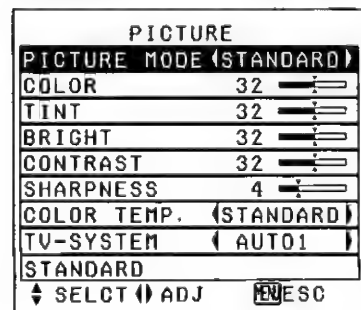 PICTURE
PICTURE MODE STANDARD
COLOR 32
TINT 32
BRIGHT 32
CONTRAST 32
SHARPNESS 4
COLOR TEMP. STANDARD
TV-SYSTEM AUTO1
STANDARD
SELCT ADJ MENU ESC